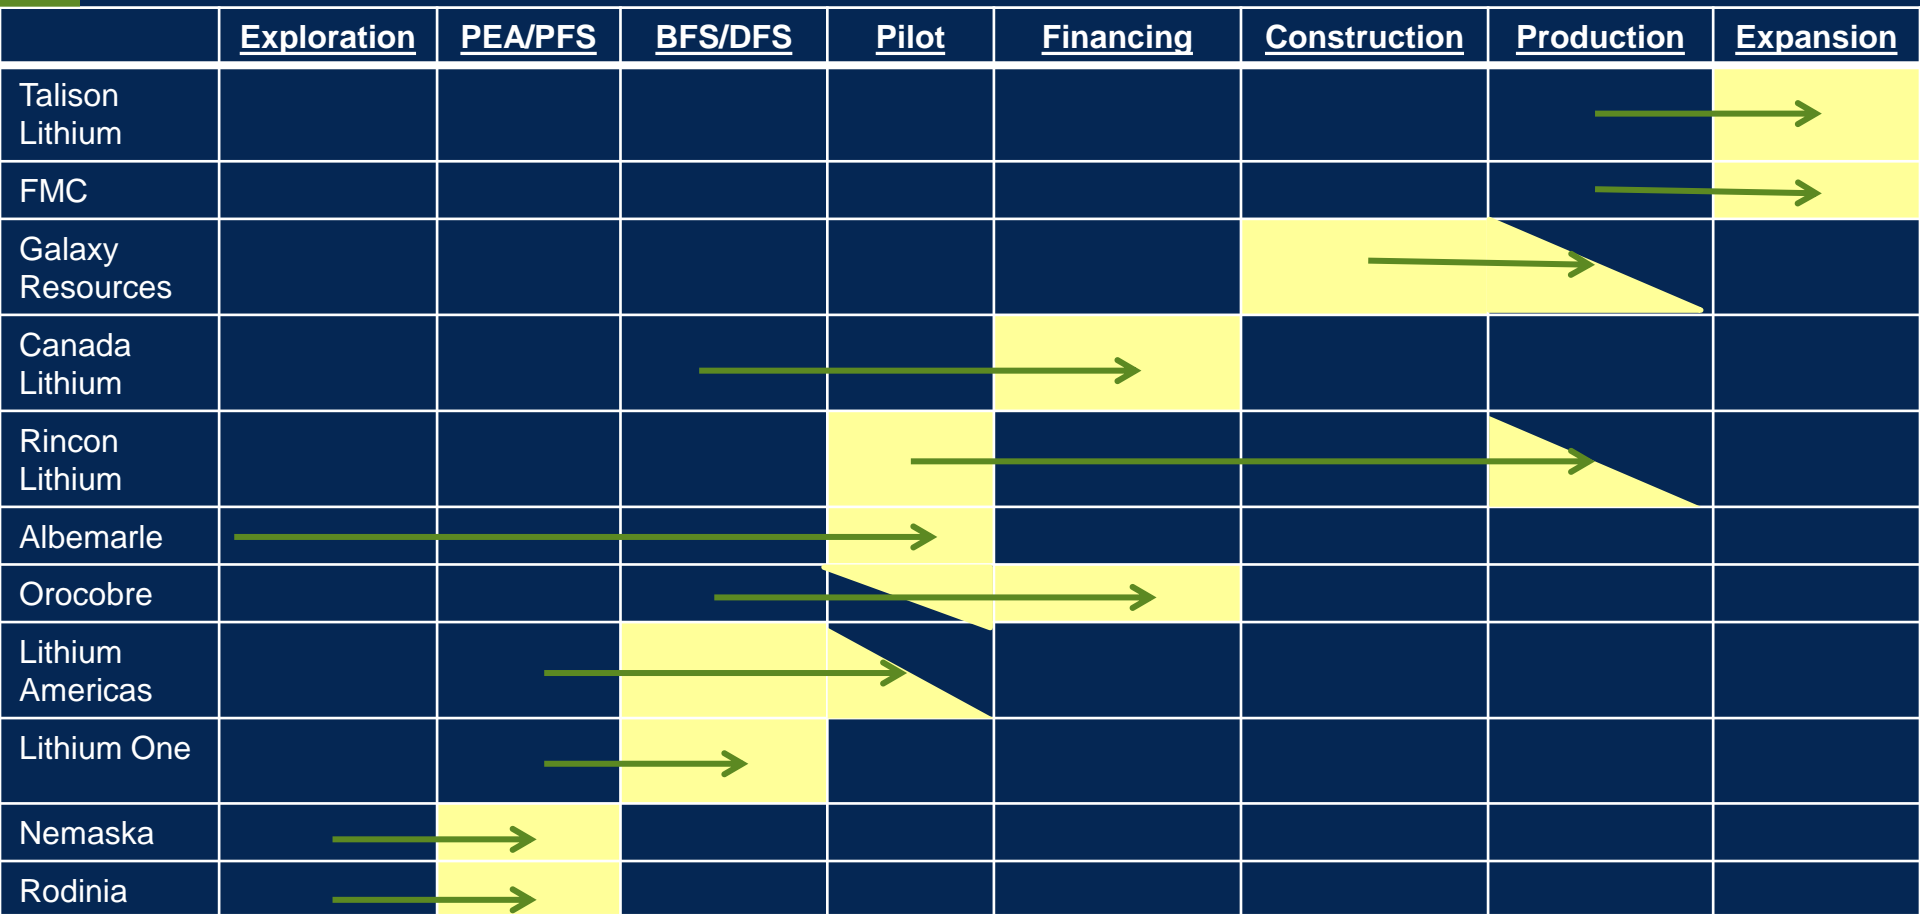 Exploration PEA/PFS BFS/DFS Pilot Financing Construction Production Expansion
Talison
Lithium
FMC
Galaxy
Resources
Canada
Lithium
Rincon
Lithium
Albemarle
Orocobre
Lithium
Americas
Lithium One
Nemaska
Rodinia